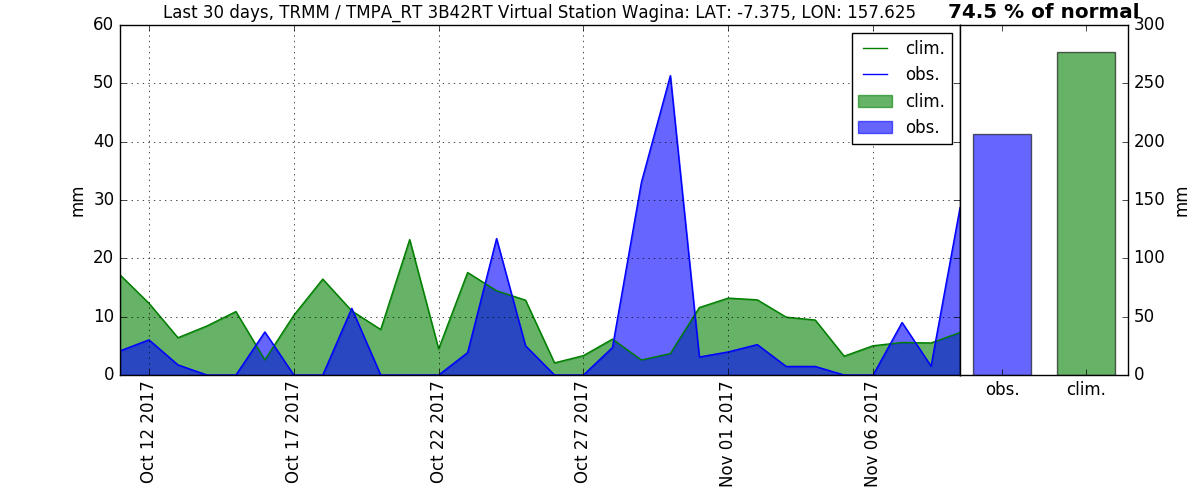 Last 30 days, TRMM / TMPA_RT 3B42RT Virtual Station Wagina: LAT: -7.375, LON: 157.625
74.5 % of normal
clim.
obs.
clim.
obs.
60
50
40
30
20
10
0
mm
Oct 12 2017
Oct 17 2017
Oct 22 2017
Oct 27 2017
Nov 01 2017
Nov 06 2017
300
250
200
150
100
50
0
mm
obs.
clim.